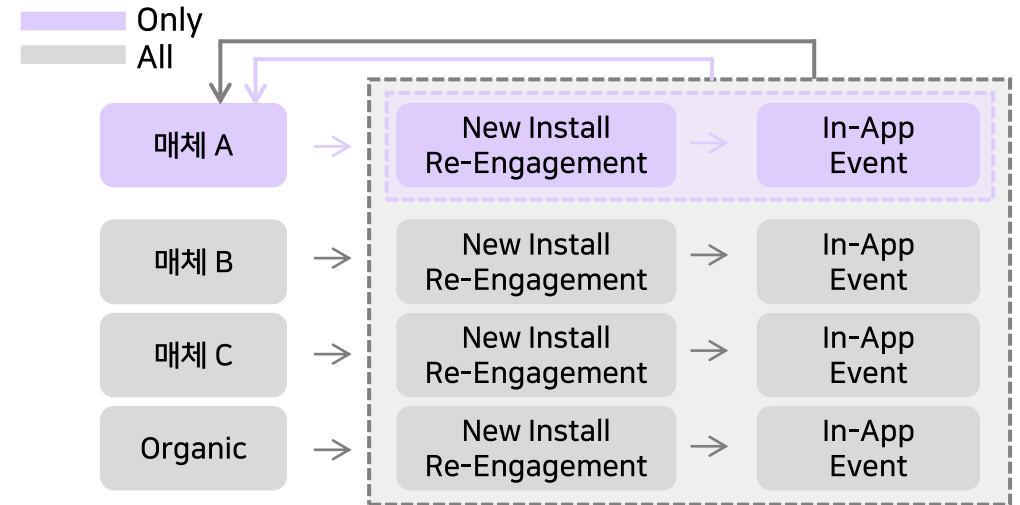 Only
All
매체 A
New Install
Re-Engagement
In-App
Event
매체 B
New Install
Re-Engagement
In-App
Event
매체 C
New Install
Re-Engagement
In-App
Event
Organic
New Install
Re-Engagement
In-App
Event